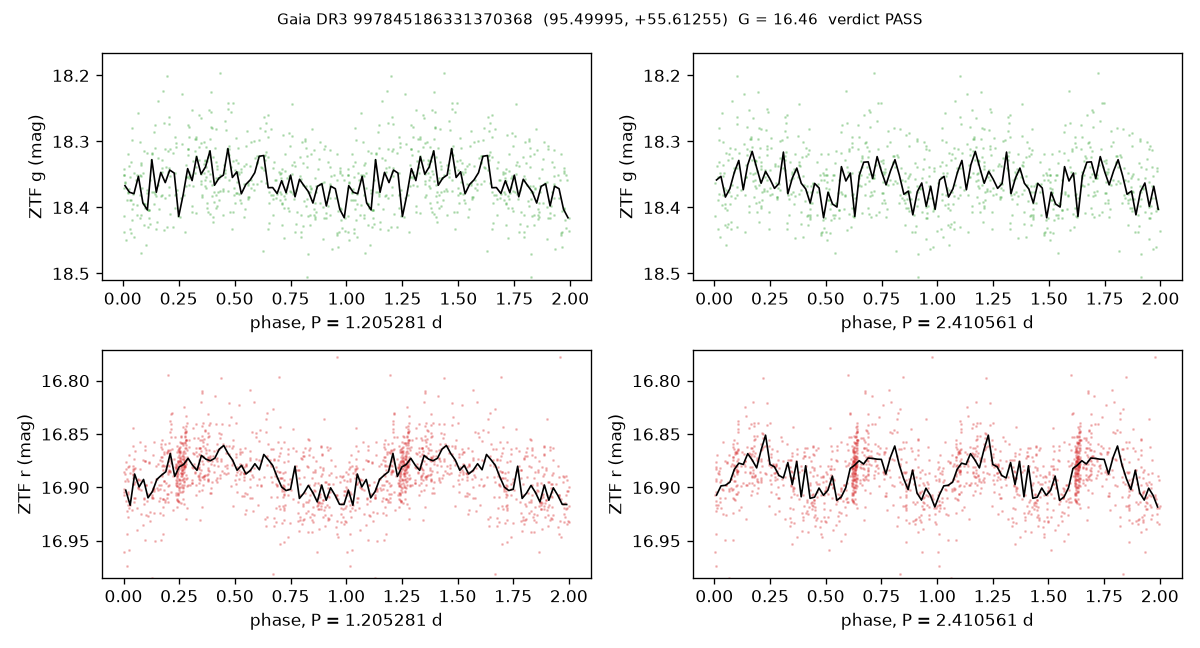 Gaia DR3 997845186331370368 (95.49995, +55.61255) G = 16.46 verdict PASS
ZTF g (mag)
18.2
18.3
18.4
18.5
0.00 0.25 0.50 0.75 1.00 1.25 1.50 1.75 2.00
phase, P = 1.205281 d
ZTF g (mag)
18.2
18.3
18.4
18.5
0.00 0.25 0.50 0.75 1.00 1.25 1.50 1.75 2.00
phase, P = 2.410561 d
ZTF r (mag)
16.80
16.85
16.90
16.95
0.00 0.25 0.50 0.75 1.00 1.25 1.50 1.75 2.00
phase, P = 1.205281 d
ZTF r (mag)
16.80
16.85
16.90
16.95
0.00 0.25 0.50 0.75 1.00 1.25 1.50 1.75 2.00
phase, P = 2.410561 d